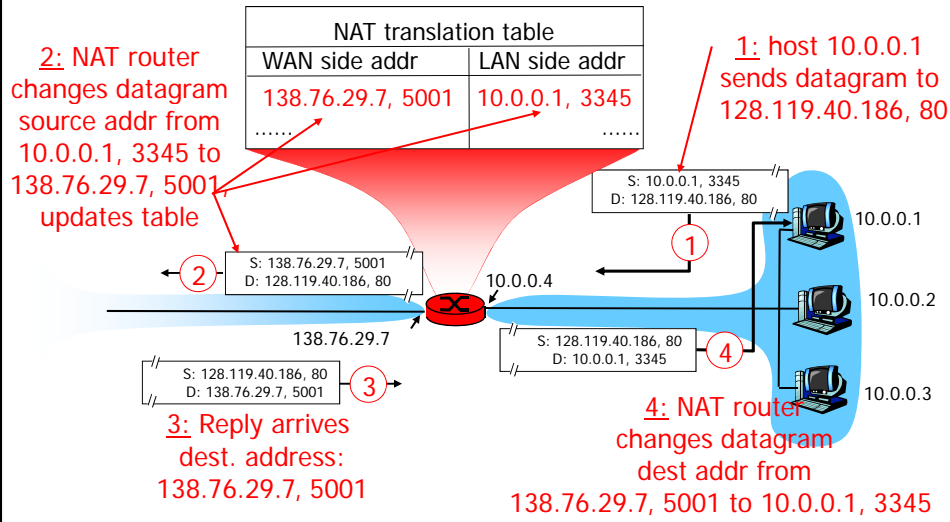 NAT translation table
WAN side addr LAN side addr
138.76.29.7, 5001 10.0.0.1, 3345
...... ......
2: NAT router
changes datagram
source addr from
10.0.0.1, 3345 to
138.76.29.7, 5001,
updates table
1: host 10.0.0.1
sends datagram to
128.119.40.186, 80
S: 10.0.0.1, 3345
D: 128.119.40.186, 80
1
10.0.0.1
S: 138.76.29.7, 5001
D: 128.119.40.186, 80
2
10.0.0.4
10.0.0.2
138.76.29.7
S: 128.119.40.186, 80
D: 10.0.0.1, 3345
4
S: 128.119.40.186, 80
D: 138.76.29.7, 5001
3
10.0.0.3
3: Reply arrives
dest. address:
138.76.29.7, 5001
4: NAT router
changes datagram
dest addr from
138.76.29.7, 5001 to 10.0.0.1, 3345